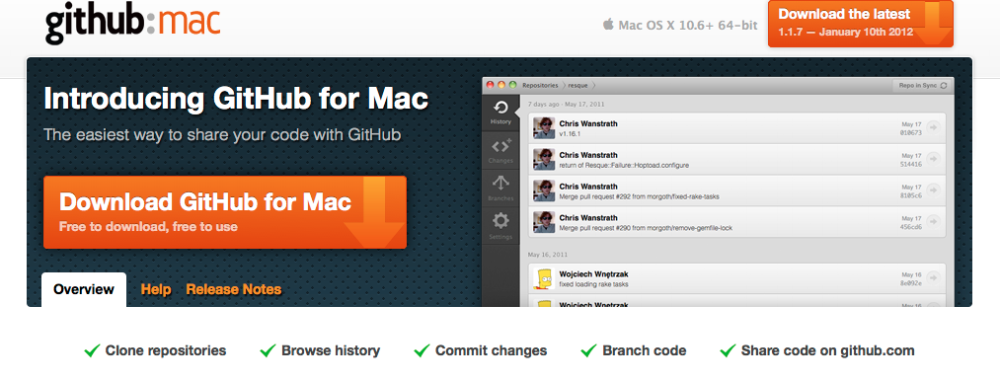 github:mac
Mac OS X 10.6+ 64-bit
Download the latest
1.1.7 — January 10th 2012
Introducing GitHub for Mac
The easiest way to share your code with GitHub
Download GitHub for Mac
Free to download, free to use
Overview
Help
Release Notes
Repositories
resque
Repo in Sync
History
Changes
Branches
Settings
7 days ago · May 17, 2011
Chris Wanstrath
v1.16.1
May 17
010673
Chris Wanstrath
return of Resque::Failure::Hoptoad.configure
May 17
514416
Chris Wanstrath
Merge pull request #292 from morgoth/fixed-rake-tasks
May 17
8105c6
Chris Wanstrath
Merge pull request #290 from morgoth/remove-gemfile-lock
May 17
456cd6
May 16, 2011
Wojciech Wnętrzak
fixed loading rake tasks
May 16
8e092e
Wojciech Wnętrzak
May 16
Clone repositories
Browse history
Commit changes
Branch code
Share code on github.com